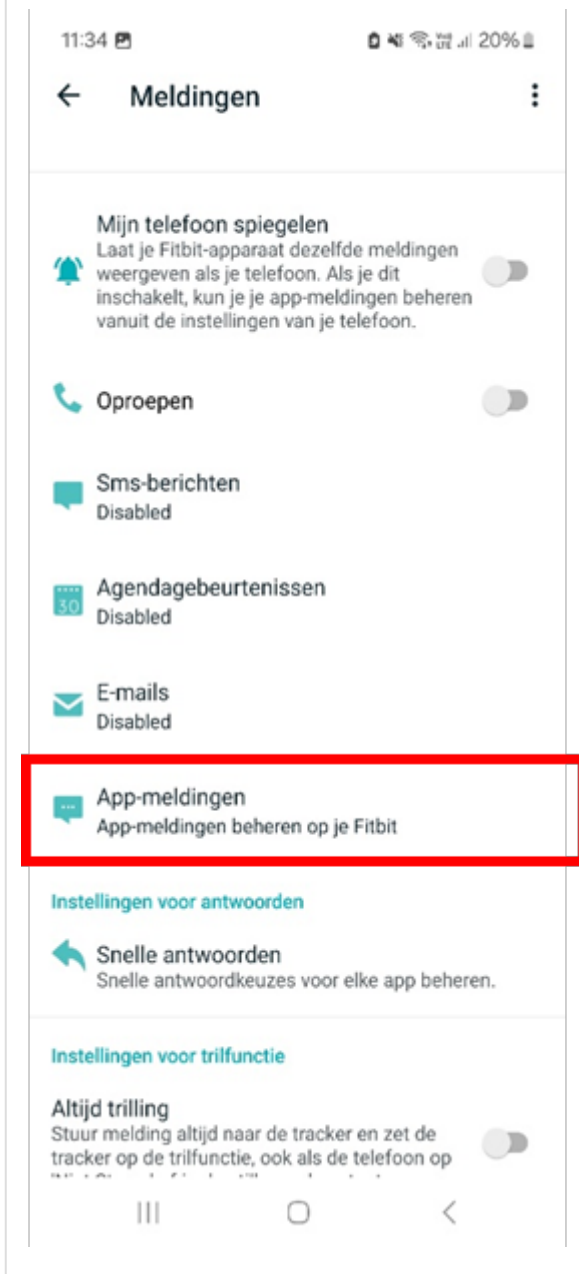 11:34
20%
Meldingen
Mijn telefoon spiegelen
Laat je Fitbit-apparaat dezelfde meldingen
weergeven als je telefoon. Als je dit
inschakelt, kun je je app-meldingen beheren
vanuit de instellingen van je telefoon.
Oproepen
Sms-berichten
Disabled
30
Agendagebeurtenissen
Disabled
E-mails
Disabled
App-meldingen
App-meldingen beheren op je Fitbit
Instellingen voor antwoorden
Snelle antwoorden
Snelle antwoordkeuzes voor elke app beheren.
Instellingen voor trilfunctie
Altijd trilling
Stuur melding altijd naar de tracker en zet de
tracker op de trilfunctie, ook als de telefoon op